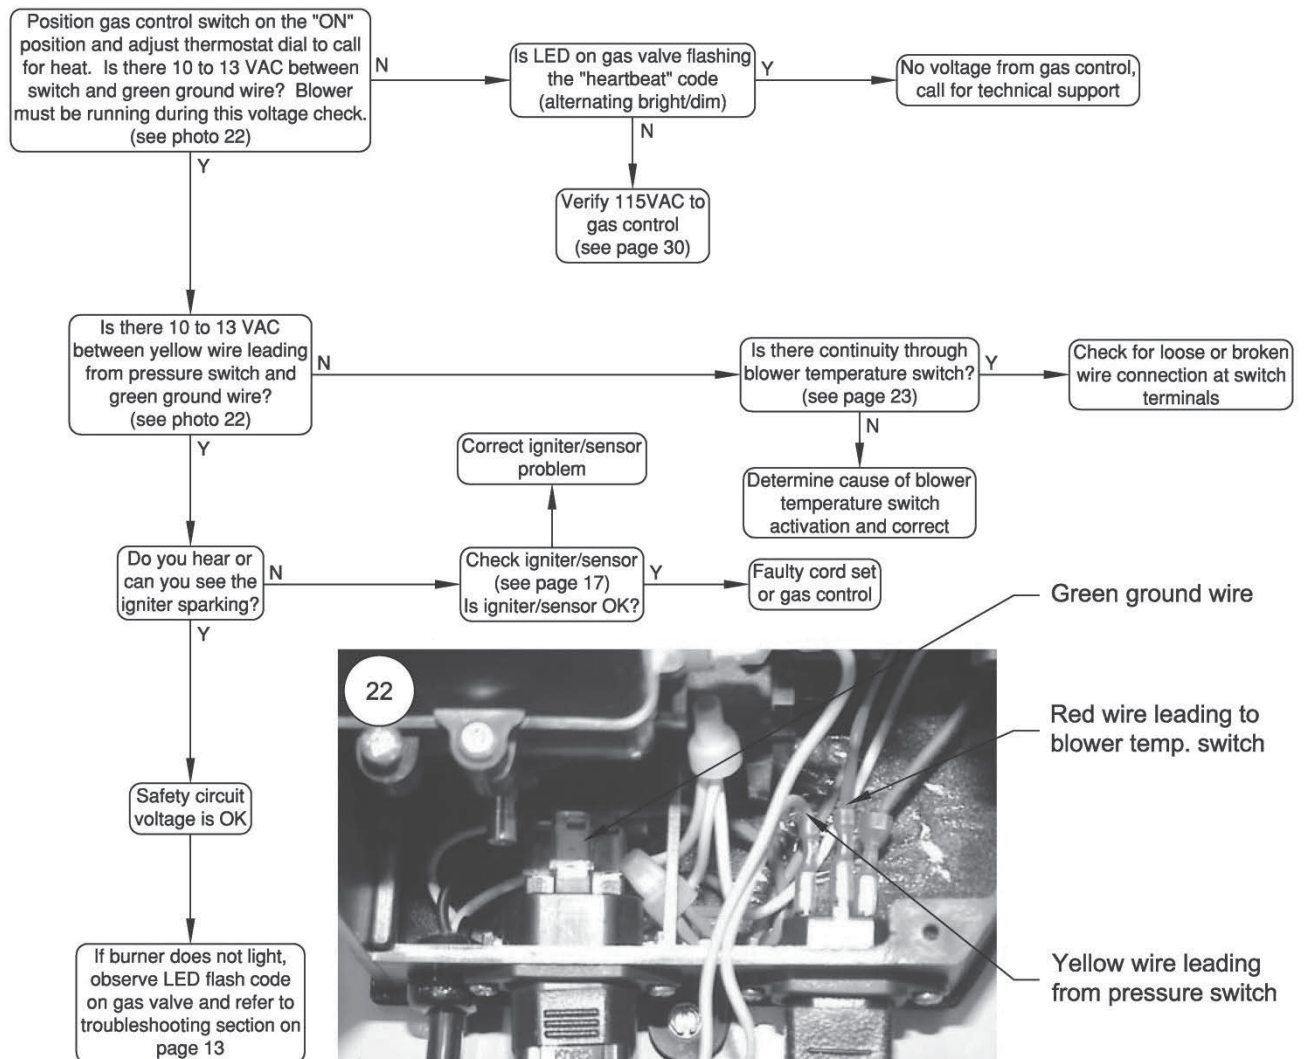 Position gas control switch on the "ON"
position and adjust thermostat dial to call
for heat. Is there 10 to 13 VAC between
switch and green ground wire? Blower
must be running during this voltage check.
(see photo 22)
N
Is LED on gas valve flashing
the "heartbeat" code
(alternating bright/dim)
Y
No voltage from gas control,
call for technical support
Y
N
Verify 115VAC to
gas control
(see page 30)
Is there 10 to 13 VAC
between yellow wire leading
from pressure switch and
green ground wire?
(see photo 22)
N
Is there continuity through
blower temperature switch?
(see page 23)
Y
Check for loose or broken
wire connection at switch
terminals
Y
N
Determine cause of blower
temperature switch
activation and correct
Correct igniter/sensor
problem
Do you hear or
can you see the
igniter sparking?
N
Check igniter/sensor
(see page 17)
Is igniter/sensor OK?
Y
Faulty cord set
or gas control
Y
Safety circuit
voltage is OK
If burner does not light,
observe LED flash code
on gas valve and refer to
troubleshooting section on
page 13
22
Green ground wire
Red wire leading to
blower temp. switch
Yellow wire leading
from pressure switch